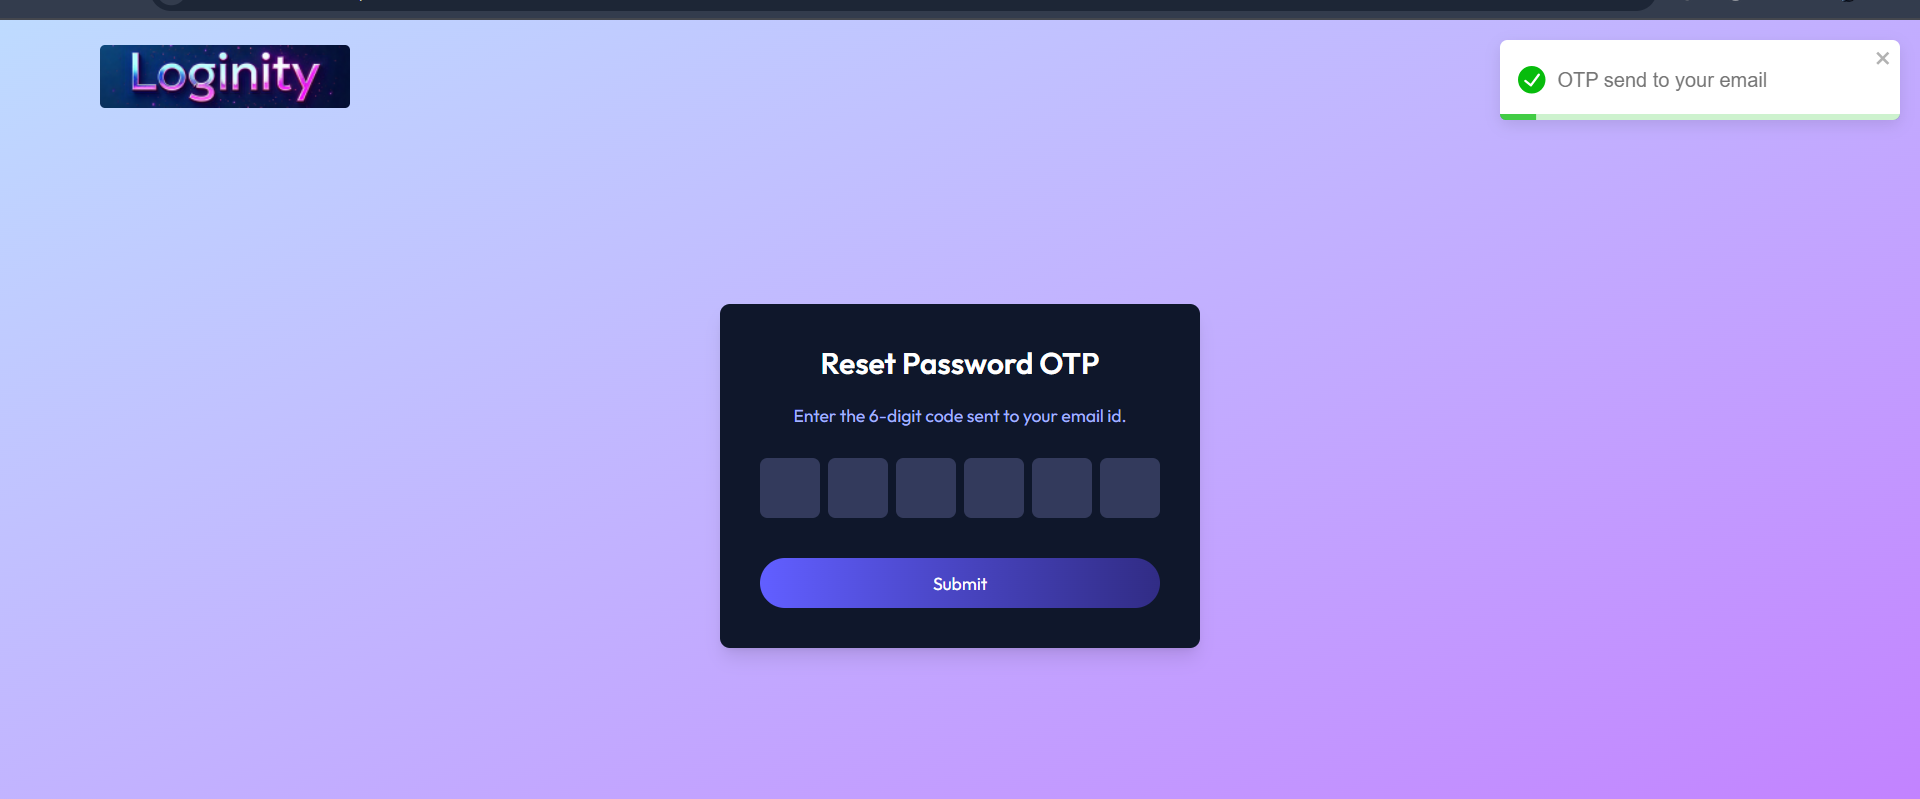 Loginity
OTP send to your email
Reset Password OTP
Enter the 6-digit code sent to your email id.
Submit